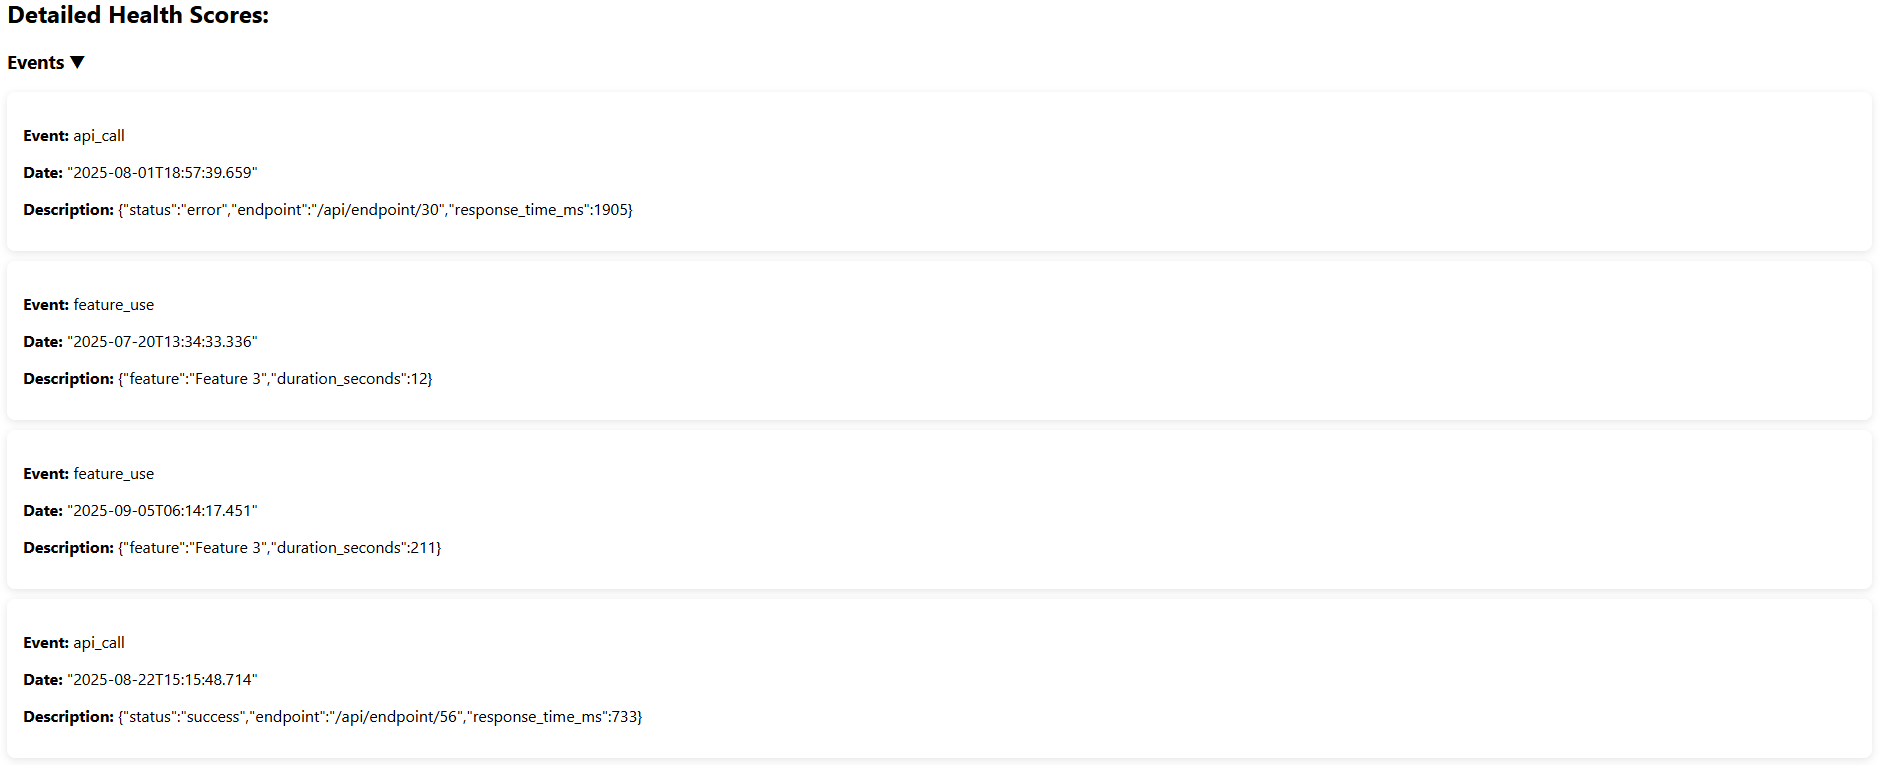 Detailed Health Scores:
Events ▼
Event: api_call
Date: "2025-08-01T18:57:39.659"
Description: {"status":"error","endpoint":"/api/endpoint/30","response_time_ms":1905}
Event: feature_use
Date: "2025-07-20T13:34:33.336"
Description: {"feature":"Feature 3","duration_seconds":12}
Event: feature_use
Date: "2025-09-05T06:14:17.451"
Description: {"feature":"Feature 3","duration_seconds":211}
Event: api_call
Date: "2025-08-22T15:15:48.714"
Description: {"status":"success","endpoint":"/api/endpoint/56","response_time_ms":733}